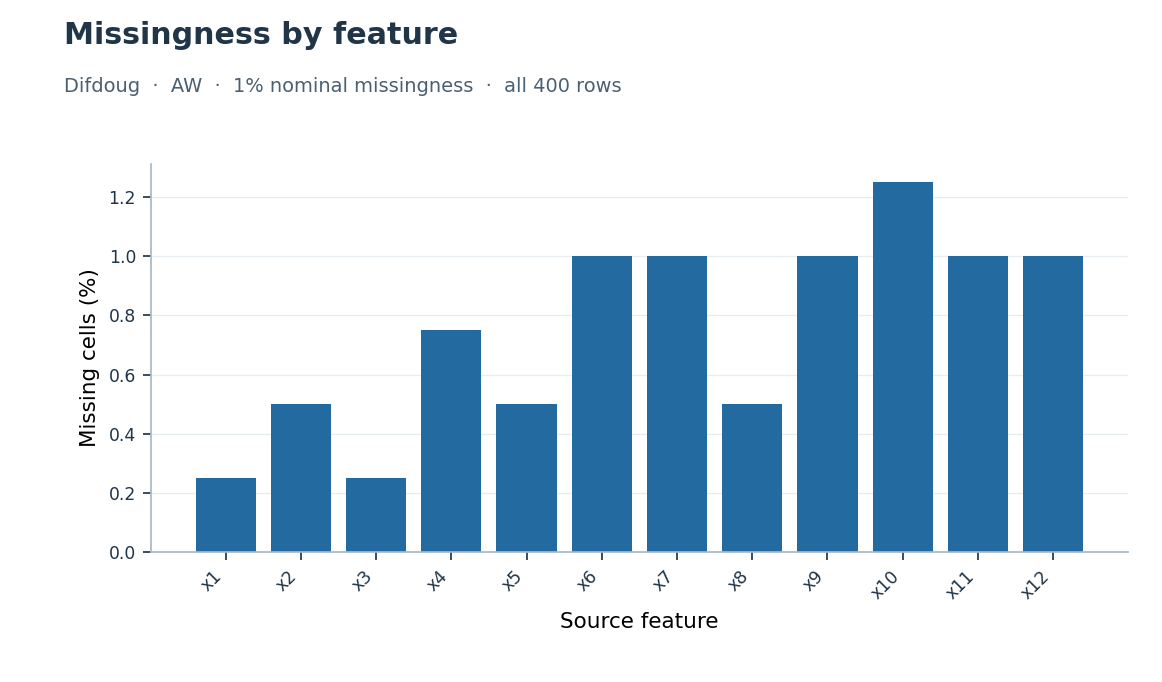 Missingness by feature
Difdoug · AW · 1% nominal missingness · all 400 rows
Missing cells (%)
1.2
1.0
0.8
0.6
0.4
0.2
0.0
x1 x2 x3 x4 x5 x6 x7 x8 x9 x10 x11 x12
Source feature